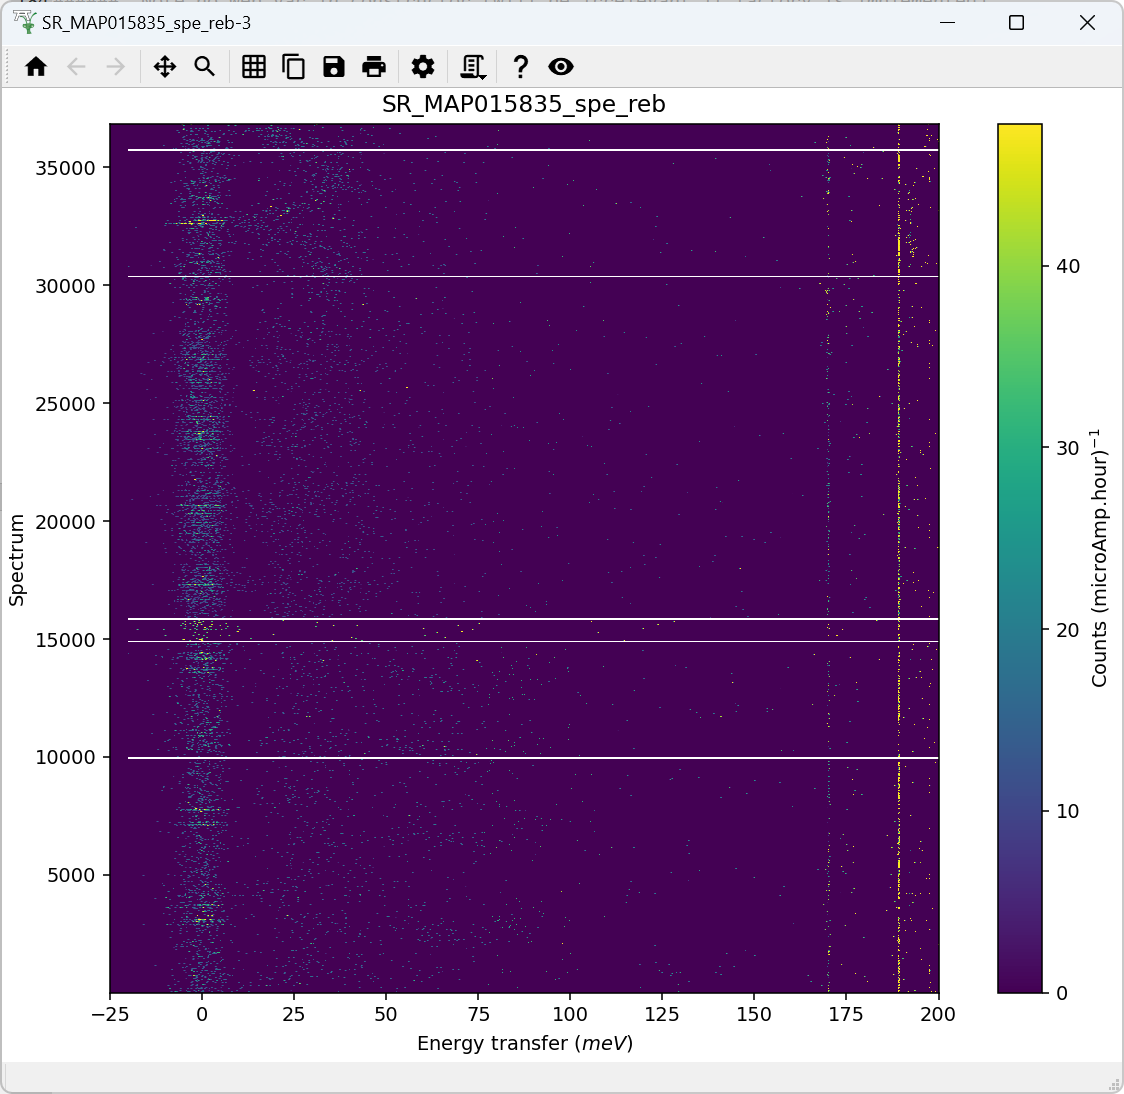 SR_MAP015835_spe_reb-3
SR_MAP015835_spe_reb
Spectrum
35000
30000
25000
20000
15000
10000
5000
−25 0 25 50 75 100 125 150 175 200
Energy transfer (meV)
40
30
20
10
0
Counts (microAmp.hour)⁻¹